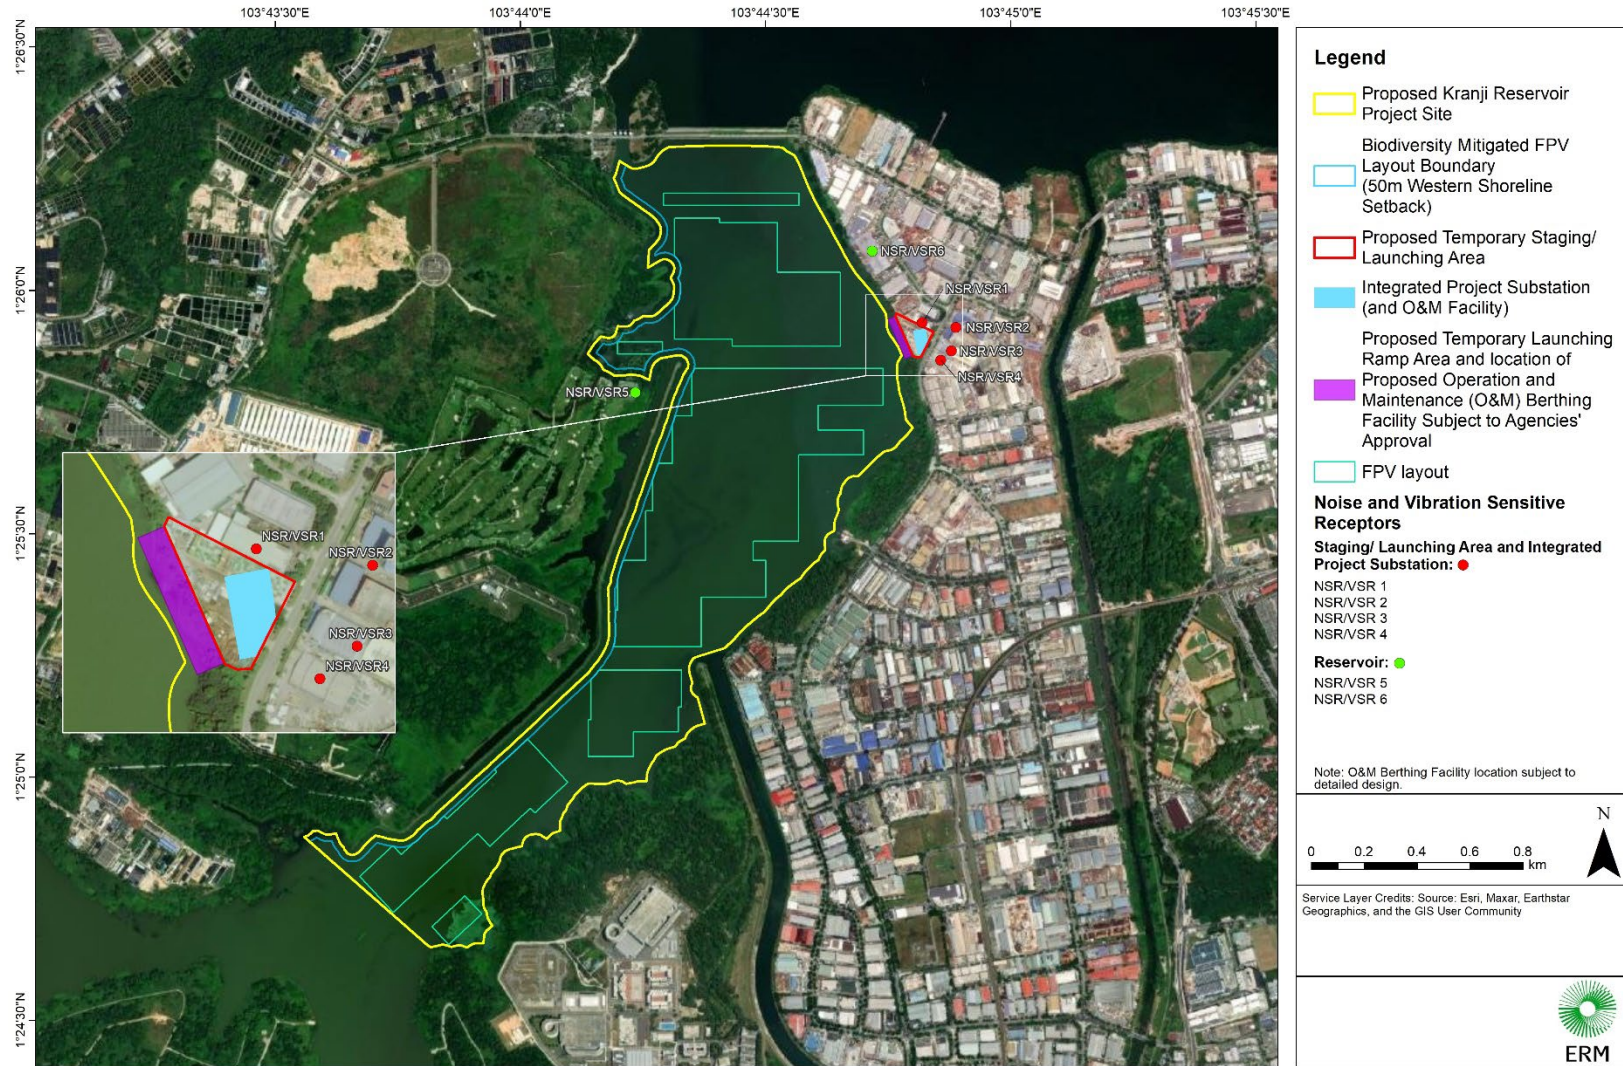 103°43'30"E
103°44'0"E
103°44'30"E
103°45'0"E
103°45'30"E
1°26'30"N
1°26'0"N
1°25'30"N
1°25'0"N
1°24'30"N
NSR/VSR6
NSR/VSR1
NSR/VSR2
NSR/VSR3
NSR/VSR4
NSR/VSR5
NSR/VSR1
NSR/VSR2
NSR/VSR3
NSR/VSR4
Legend
Proposed Kranji Reservoir
Project Site
Biodiversity Mitigated FPV
Layout Boundary
(50m Western Shoreline
Setback)
Proposed Temporary Staging/
Launching Area
Integrated Project Substation
(and O&M Facility)
Proposed Temporary Launching
Ramp Area and location of
Proposed Operation and
Maintenance (O&M) Berthing
Facility Subject to Agencies'
Approval
FPV layout
Noise and Vibration Sensitive
Receptors
Staging/ Launching Area and Integrated
Project Substation:
NSR/VSR 1
NSR/VSR 2
NSR/VSR 3
NSR/VSR 4
Reservoir:
NSR/VSR 5
NSR/VSR 6
Note: O&M Berthing Facility location subject to
detailed design.
N
0 0.2 0.4 0.6 0.8
km
Service Layer Credits: Source: Esri, Maxar, Earthstar
Geographics, and the GIS User Community
ERM